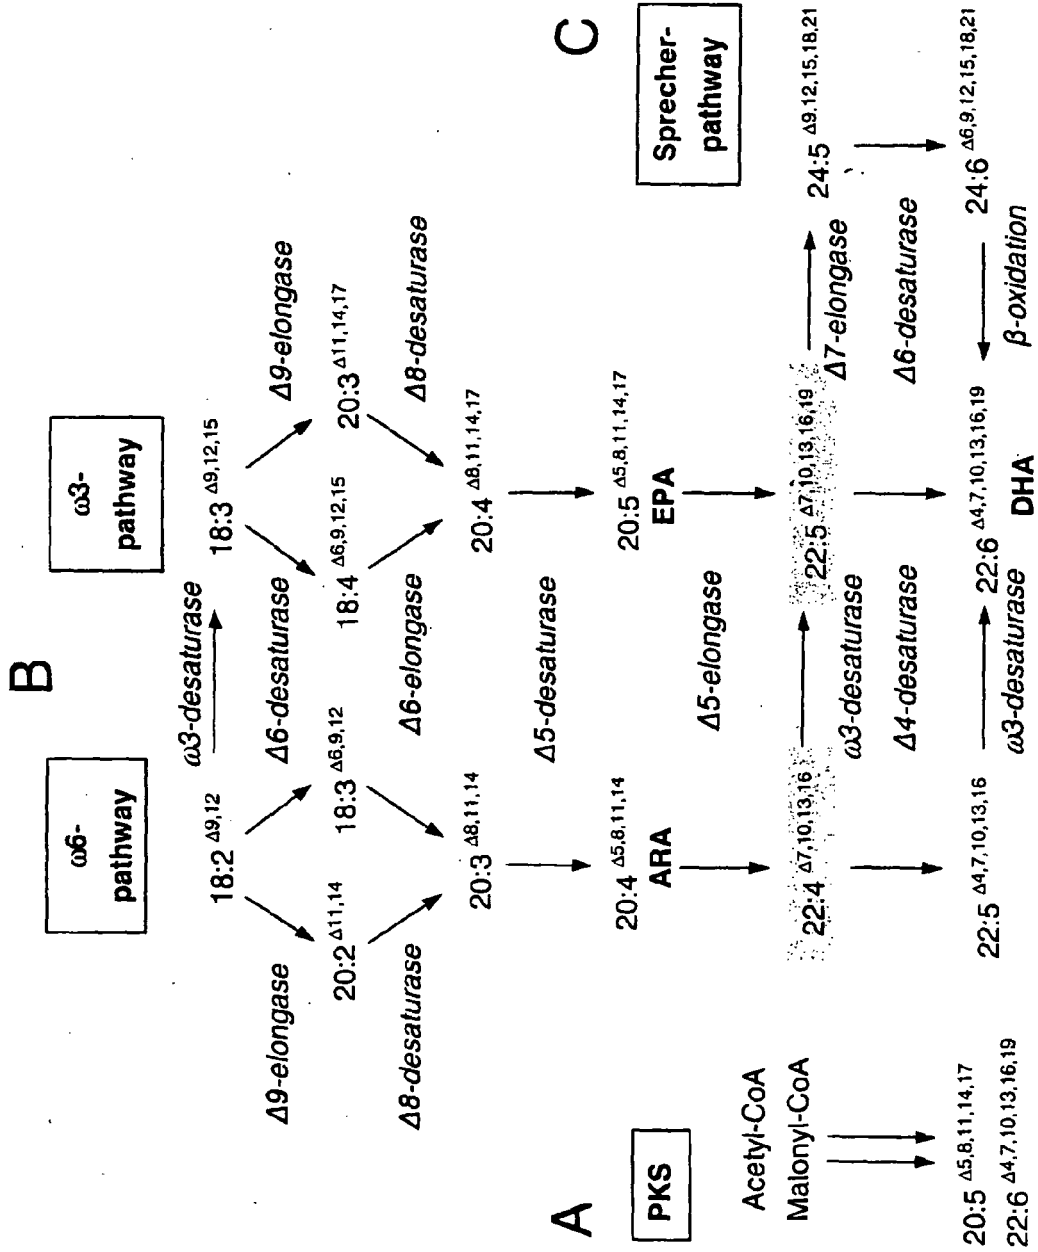 A
PKS
Acetyl-CoA
Malonyl-CoA
20:5 Δ5,8,11,14,17
22:6 Δ4,7,10,13,16,19
B
ω6-
pathway
ω3-
pathway
ω3-desaturase
18:2 Δ9,12
18:3 Δ9,12,15
Δ9-elongase
Δ6-desaturase
Δ9-elongase
20:2 Δ11,14
18:3 Δ6,9,12
18:4 Δ6,9,12,15
20:3 Δ11,14,17
Δ8-desaturase
Δ6-elongase
Δ8-desaturase
20:3 Δ8,11,14
20:4 Δ8,11,14,17
Δ5-desaturase
20:4 Δ5,8,11,14
ARA
20:5 Δ5,8,11,14,17
EPA
Δ5-elongase
22:4 Δ7,10,13,16
22:5 Δ7,10,13,16,19
ω3-desaturase
Δ4-desaturase
22:5 Δ4,7,10,13,16
22:6 Δ4,7,10,13,16,19
ω3-desaturase
DHA
C
Sprecher-
pathway
24:5 Δ9,12,15,18,21
Δ7-elongase
Δ6-desaturase
24:6 Δ6,9,12,15,18,21
β-oxidation